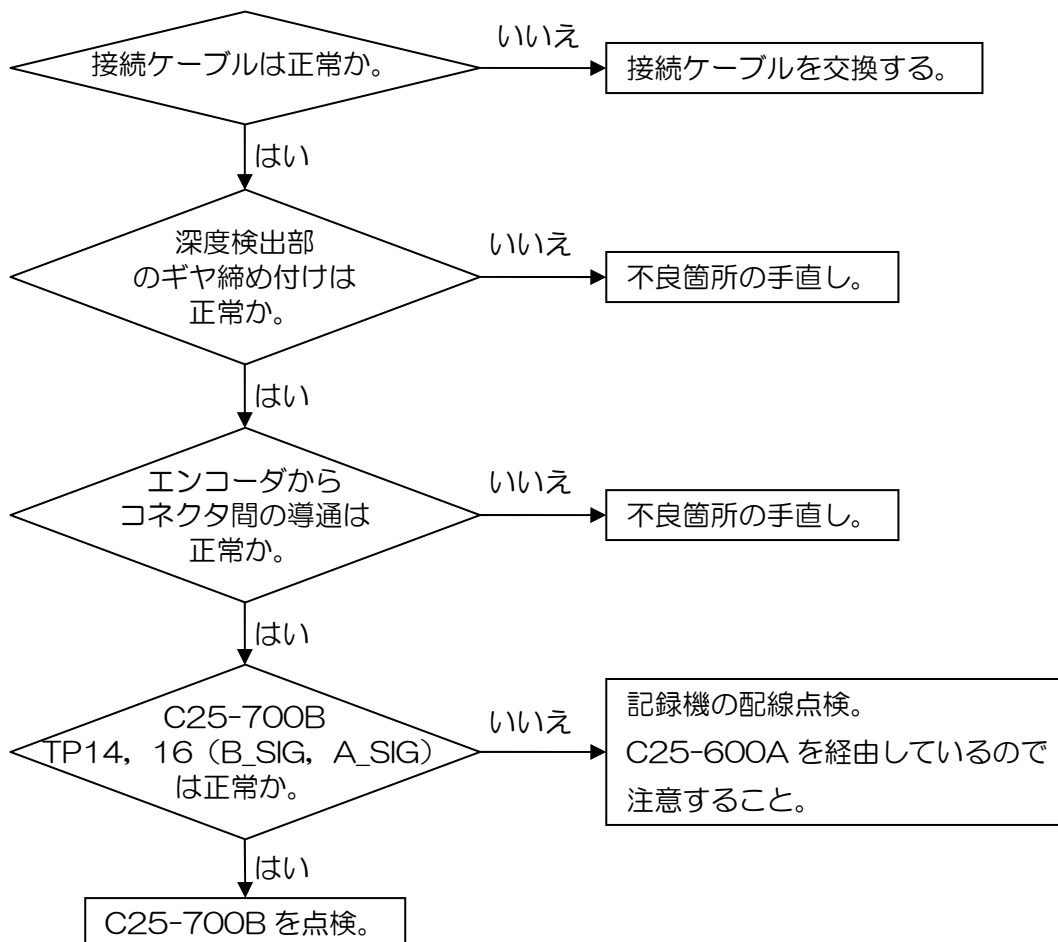 接続ケーブルは正常か。
いいえ
接続ケーブルを交換する。
はい
深度検出部
のギヤ締め付けは
正常か。
いいえ
不良箇所の手直し。
はい
エンコーダから
コネクタ間の導通は
正常か。
いいえ
不良箇所の手直し。
はい
C25-700B
TP14，16（B_SIG，A_SIG）
は正常か。
いいえ
記録機の配線点検。
C25-600A を経由しているので
注意すること。
はい
C25-700B を点検。